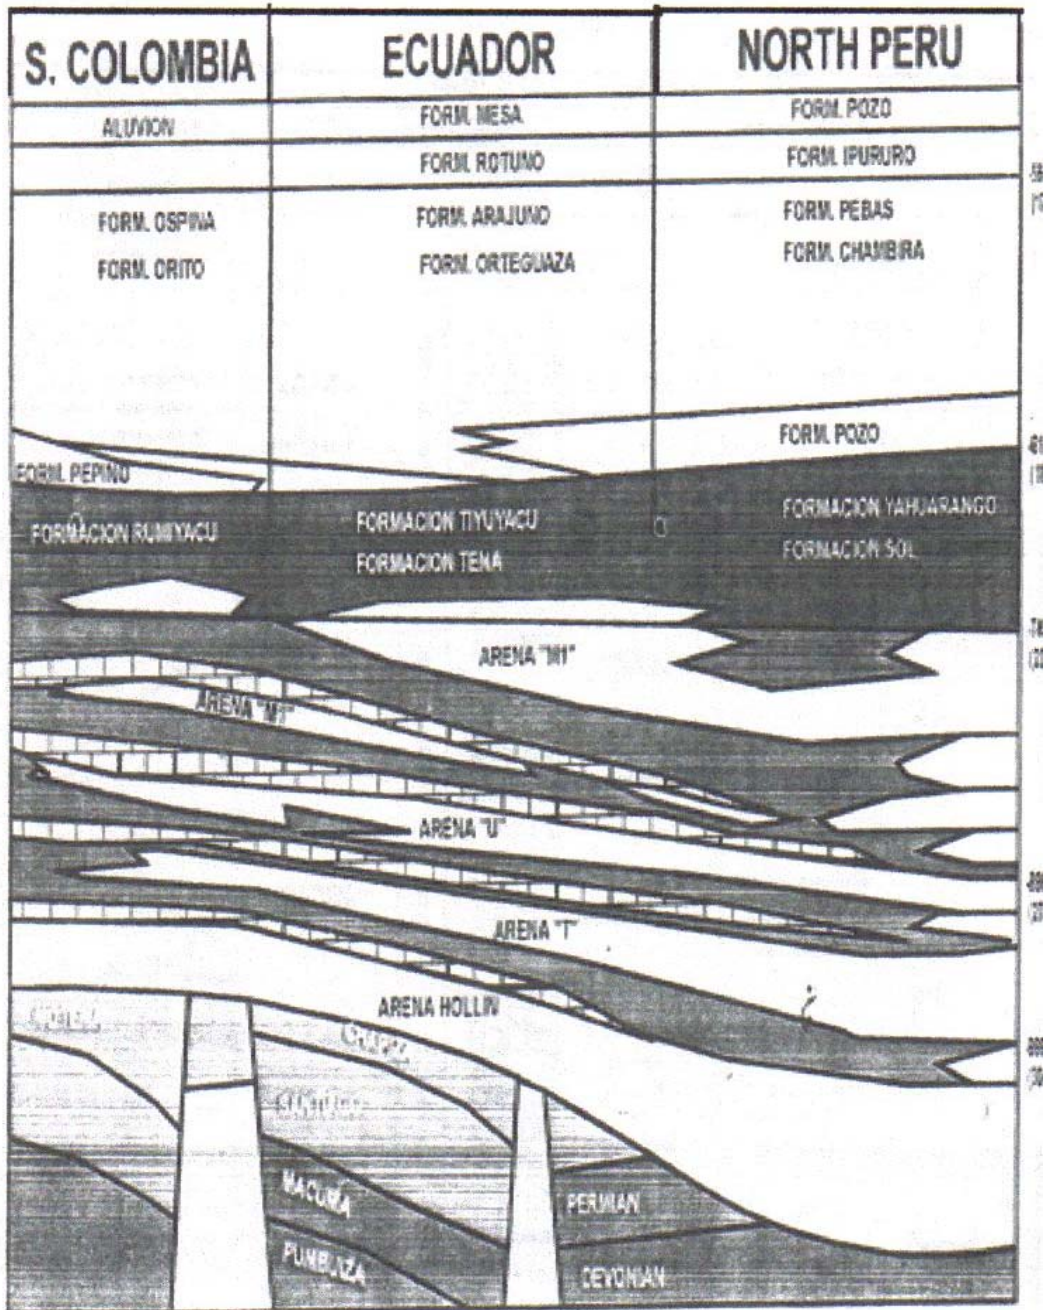 S. COLOMBIA
ECUADOR
NORTH PERU
ALUVION
FORM. MESA
FORM. POZO
FORM. ROTUNO
FORM. IPURURO
FORM. OSPINA
FORM. ARAJUNO
FORM. PEBAS
FORM. ORITO
FORM. ORTEGUAZA
FORM. CHAMBIRA
FORM. POZO
FORM. PEPINO
FORMACION RUMIYACU
FORMACION TIYUYACU
FORMACION YAHUARANGO
FORMACION TENA
FORMACION SOL
ARENA "M1"
ARENA
ARENA "U"
ARENA "T"
ARENA HOLLIN
MACUMA
PERMIAN
PUMBUIZA
DEVONIAN